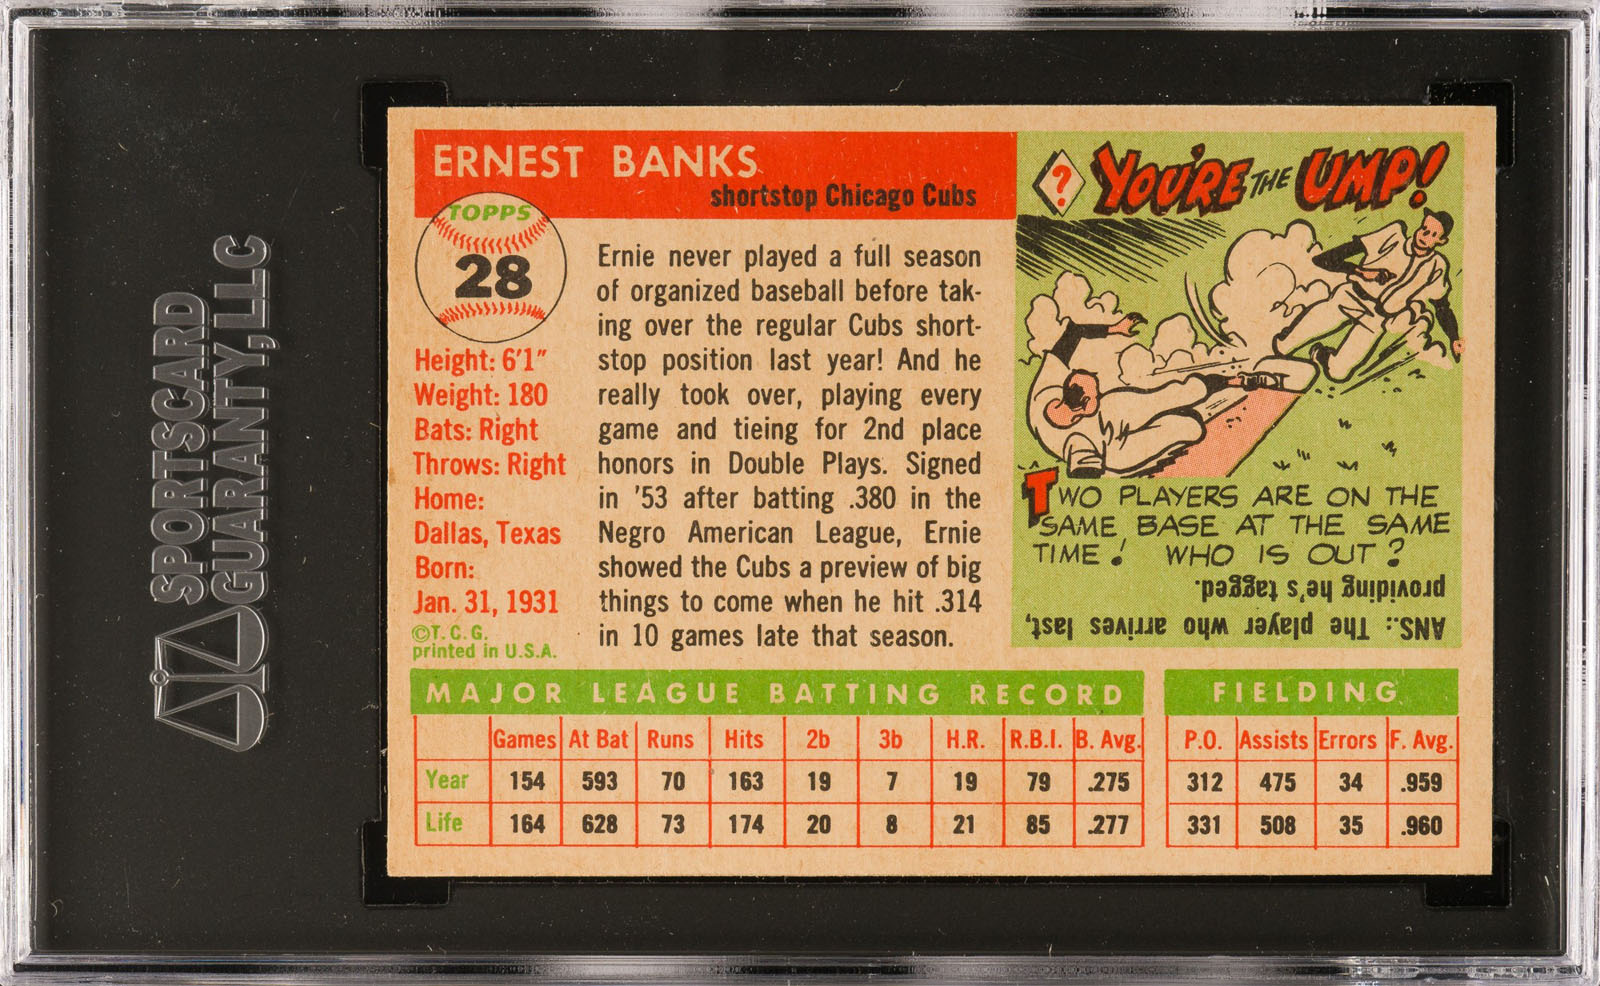 SPORTSCARD
GUARANTY, LLC
ERNEST BANKS
shortstop Chicago Cubs
TOPPS
28
Height: 6'1"
Weight: 180
Bats: Right
Throws: Right
Home:
Dallas, Texas
Born:
Jan. 31, 1931
©T. C. G.
printed in U.S.A.
Ernie never played a full season
of organized baseball before tak-
ing over the regular Cubs short-
stop position last year! And he
really took over, playing every
game and tieing for 2nd place
honors in Double Plays. Signed
in '53 after batting .380 in the
Negro American League, Ernie
showed the Cubs a preview of big
things to come when he hit .314
in 10 games late that season.
? YOU'RE THE UMP!
TWO PLAYERS ARE ON THE
SAME BASE AT THE SAME
TIME! WHO IS OUT?
ANS.: The player who arrives last,
providing he's tagged.
MAJOR LEAGUE BATTING RECORD
Games At Bat Runs Hits 2b 3b H.R. R.B.I. B. Avg.
Year 154 593 70 163 19 7 19 79 .275
Life 164 628 73 174 20 8 21 85 .277
FIELDING
P.O. Assists Errors F. Avg.
312 475 34 .959
331 508 35 .960